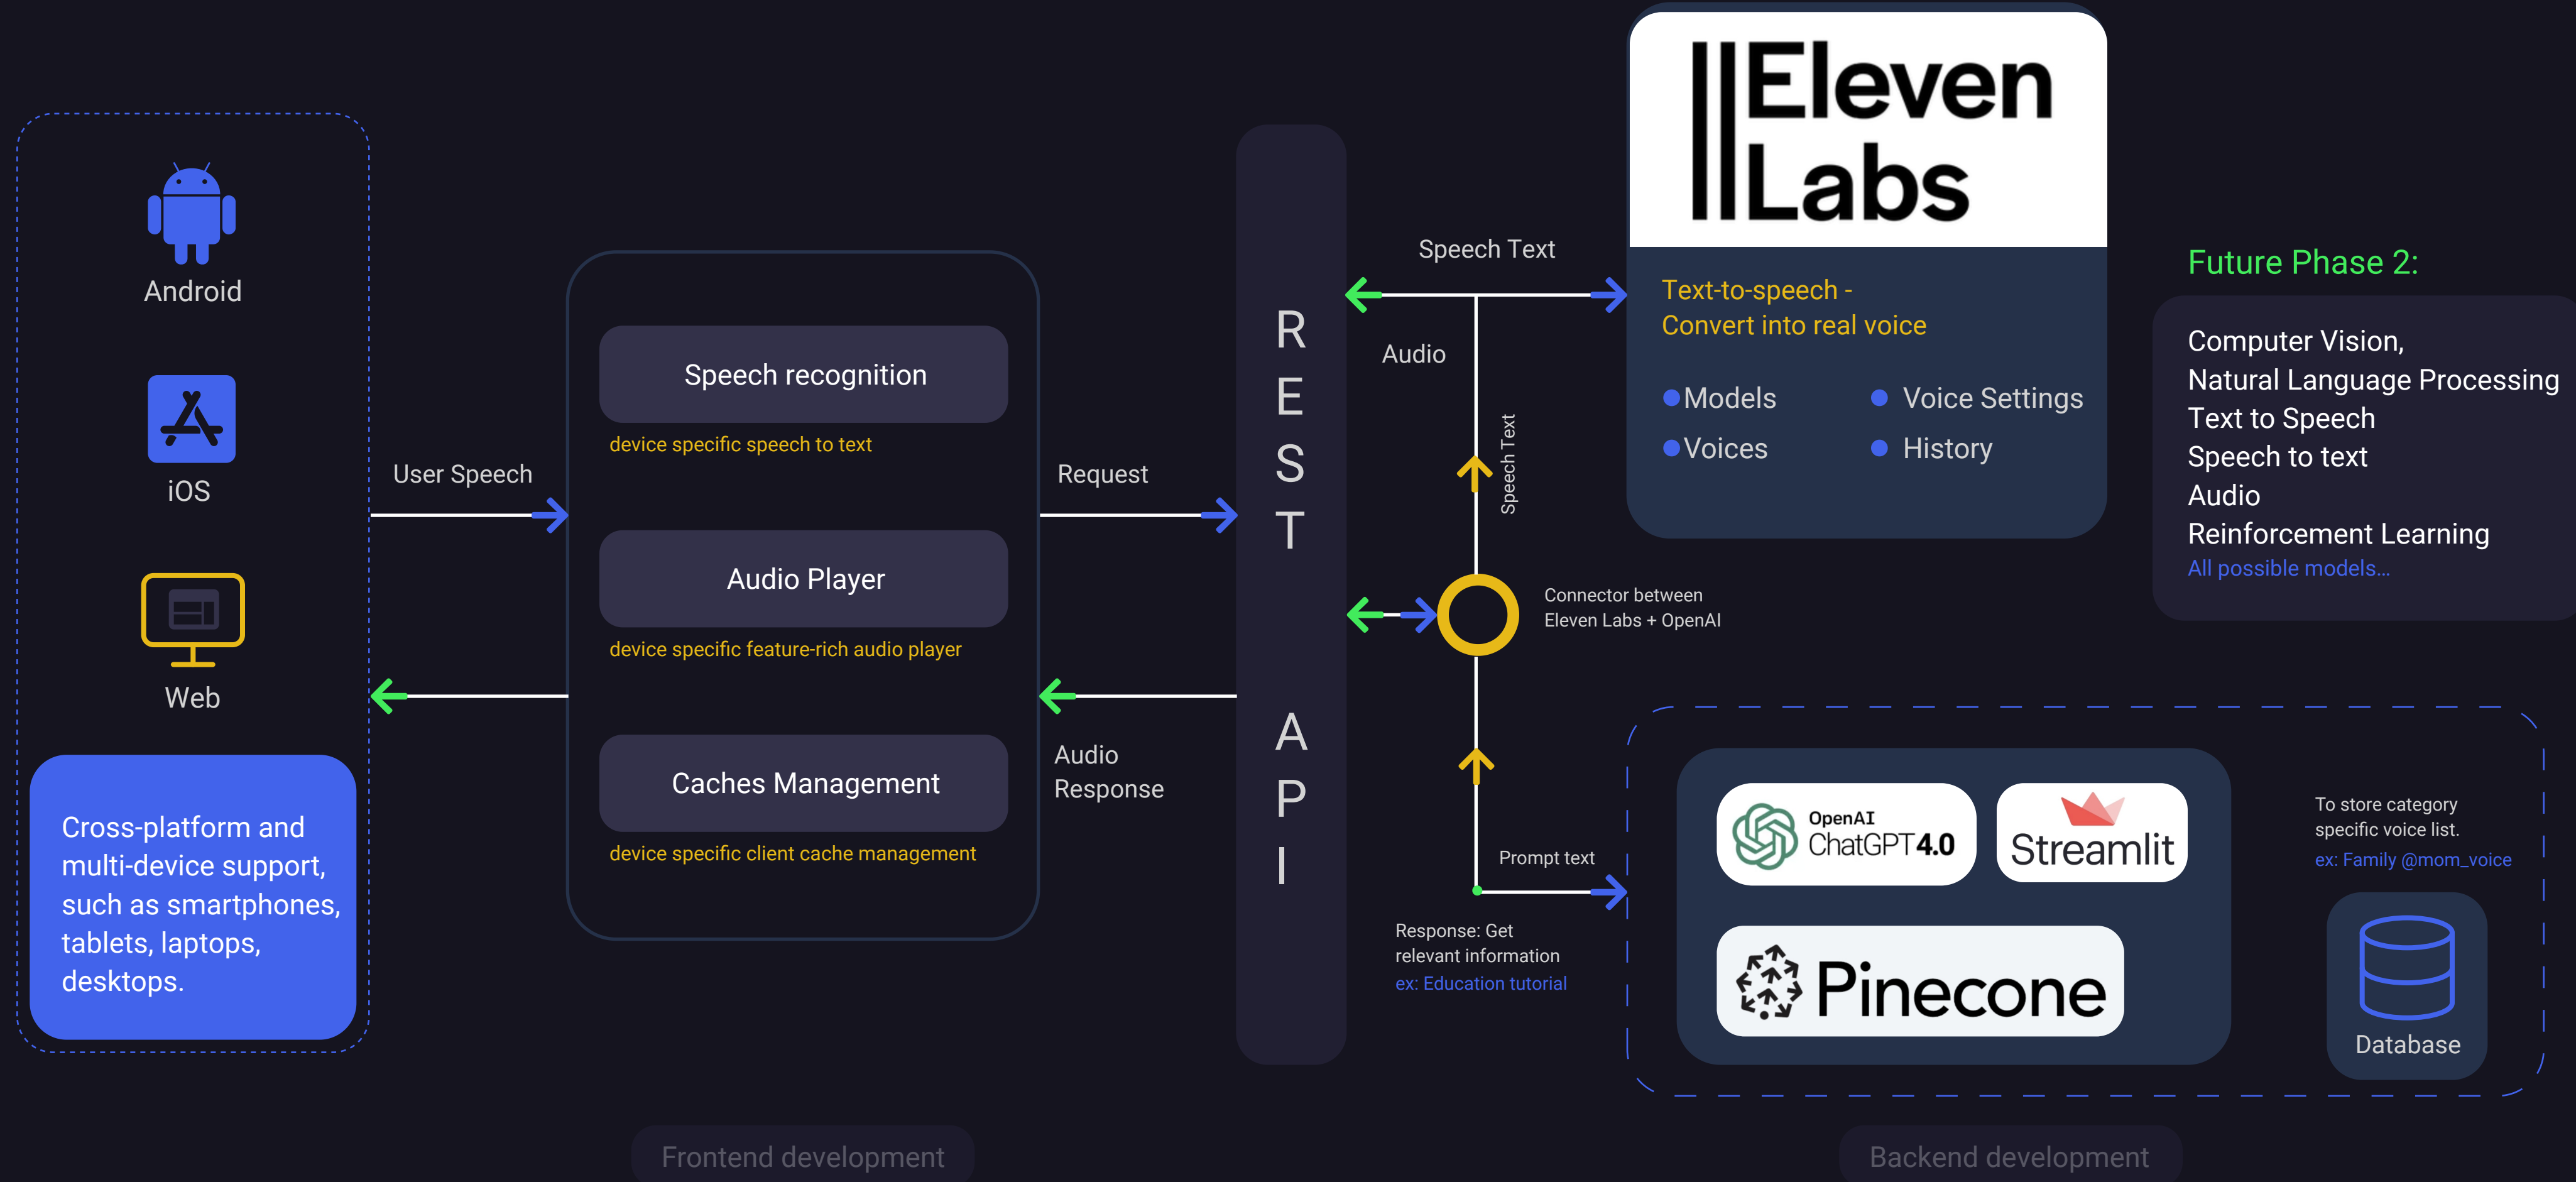 Android
iOS
Web
Cross-platform and
multi-device support,
such as smartphones,
tablets, laptops,
desktops.
User Speech
Speech recognition
device specific speech to text
Audio Player
device specific feature-rich audio player
Caches Management
device specific client cache management
Request
Audio
Response
REST API
Speech Text
Audio
Speech Text
Connector between
Eleven Labs + OpenAI
Prompt text
Response: Get
relevant information
ex: Education tutorial
Eleven
Labs
Text-to-speech -
Convert into real voice
Models
Voice Settings
Voices
History
Future Phase 2:
Computer Vision,
Natural Language Processing
Text to Speech
Speech to text
Audio
Reinforcement Learning
All possible models...
OpenAI
ChatGPT4.0
Streamlit
Pinecone
To store category
specific voice list.
ex: Family @mom_voice
Database
Frontend development
Backend development